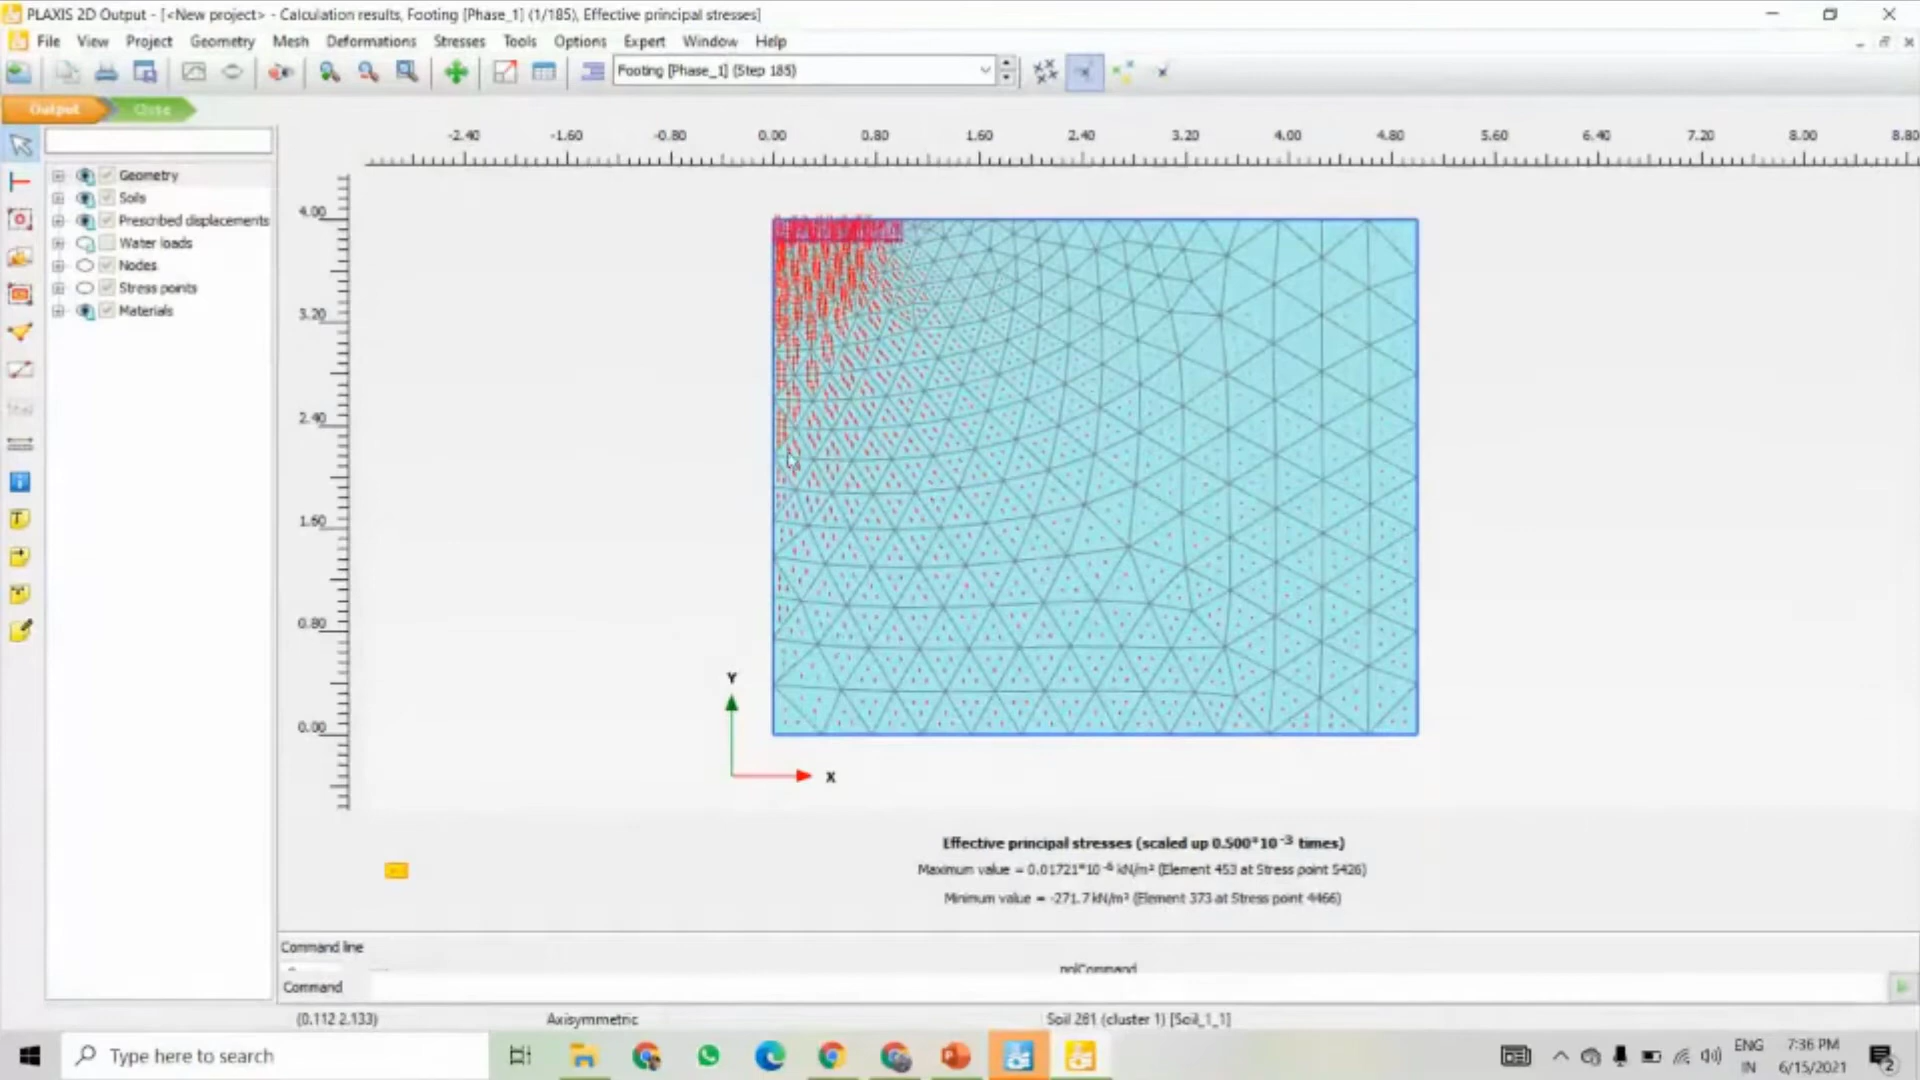 PLAXIS 2D Output - [<New project> - Calculation results, Footing [Phase_1] (1/185), Effective principal stresses]
File View Project Geometry Mesh Deformations Stresses Tools Options Expert Window Help
Footing [Phase_1] (Step 185)
Output Close
-2.40 -1.60 -0.80 0.00 0.80 1.60 2.40 3.20 4.00 4.80 5.60 6.40 7.20 8.00 8.80
Geometry
Soils
Prescribed displacements
Water loads
Nodes
Stress points
Materials
4.00
3.20
2.40
1.60
0.80
0.00
Y
X
Effective principal stresses (scaled up 0.500*10⁻³ times)
Maximum value = 0.01721*10⁻⁶ kN/m² (Element 453 at Stress point 5426)
Minimum value = -271.7 kN/m² (Element 373 at Stress point 4466)
Command line
Command
(0.112 2.133) Axisymmetric Soil 261 (cluster 1) [Soil_1_1]
Type here to search
ENG
IN
7:36 PM
6/15/2021
2